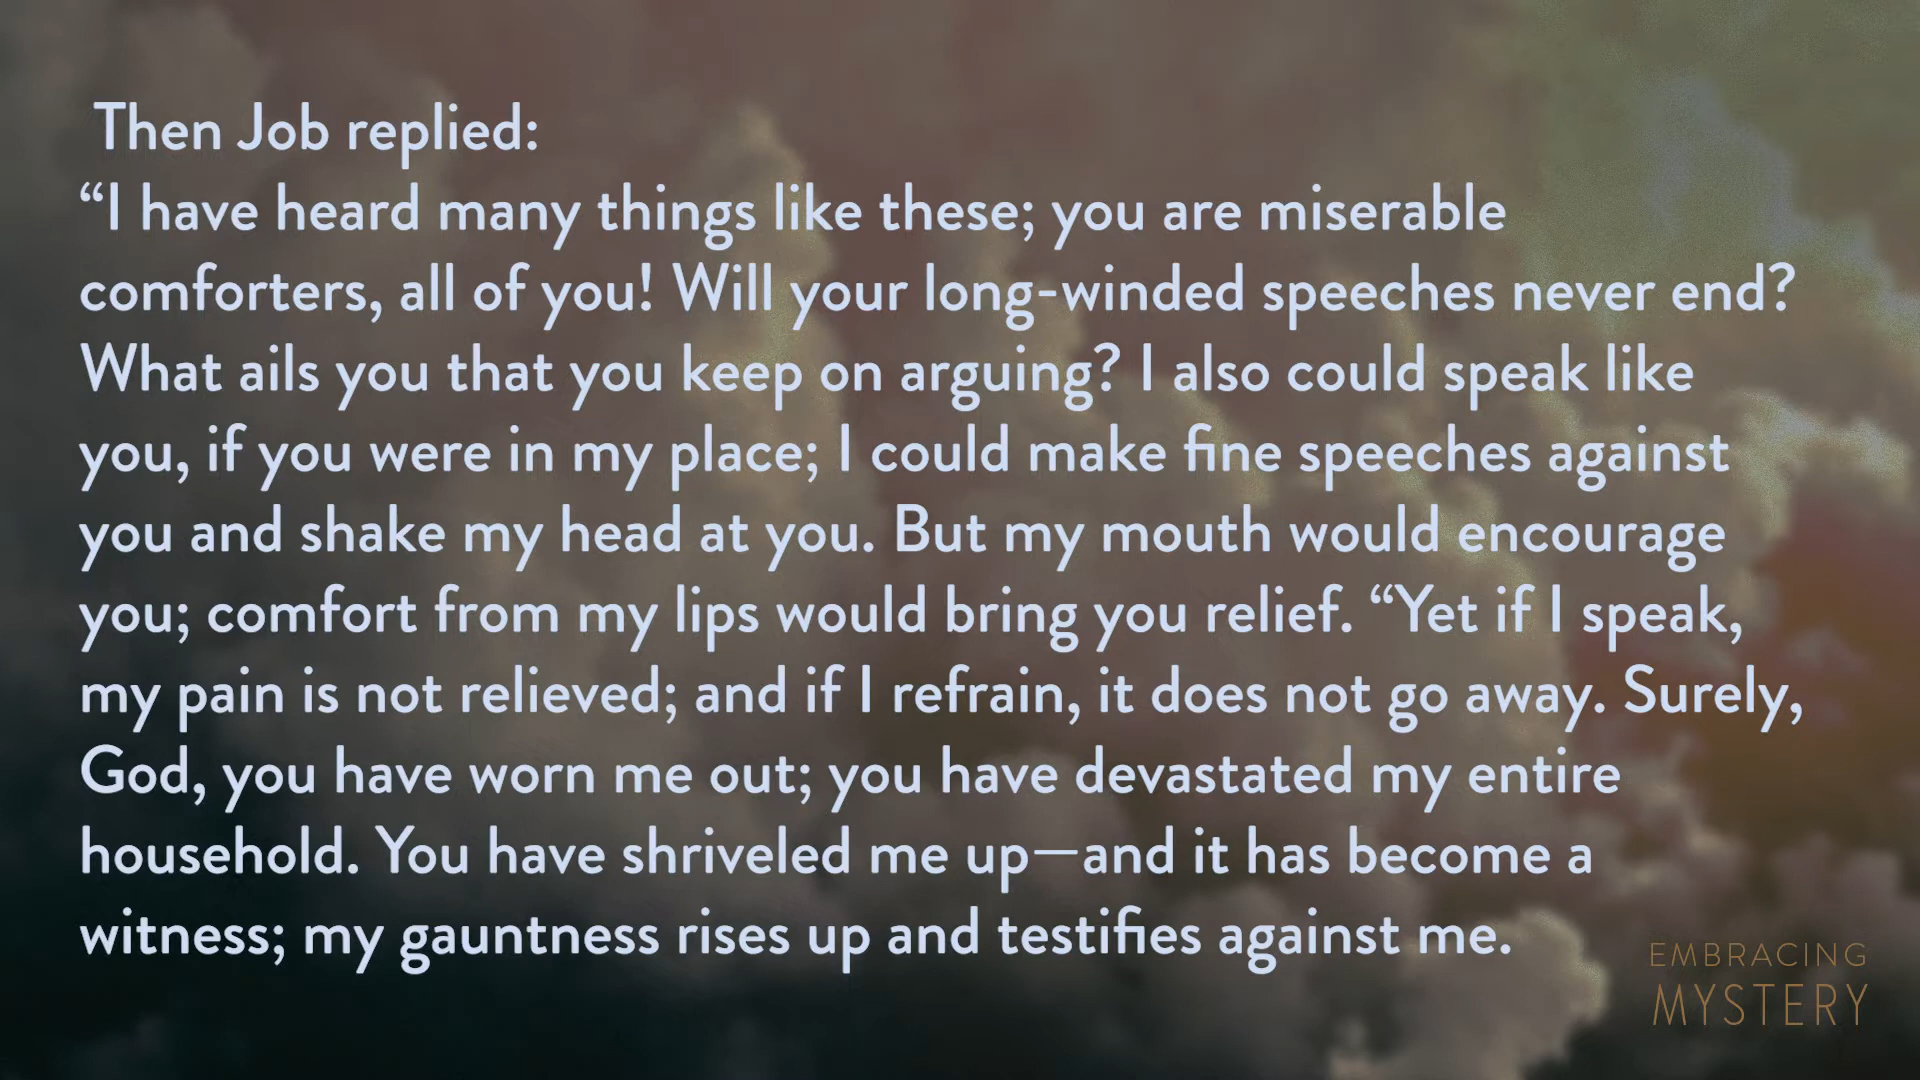 Then Job replied:
“I have heard many things like these; you are miserable
comforters, all of you! Will your long-winded speeches never end?
What ails you that you keep on arguing? I also could speak like
you, if you were in my place; I could make fine speeches against
you and shake my head at you. But my mouth would encourage
you; comfort from my lips would bring you relief. “Yet if I speak,
my pain is not relieved; and if I refrain, it does not go away. Surely,
God, you have worn me out; you have devastated my entire
household. You have shriveled me up—and it has become a
witness; my gauntness rises up and testifies against me.
EMBRACING
MYSTERY